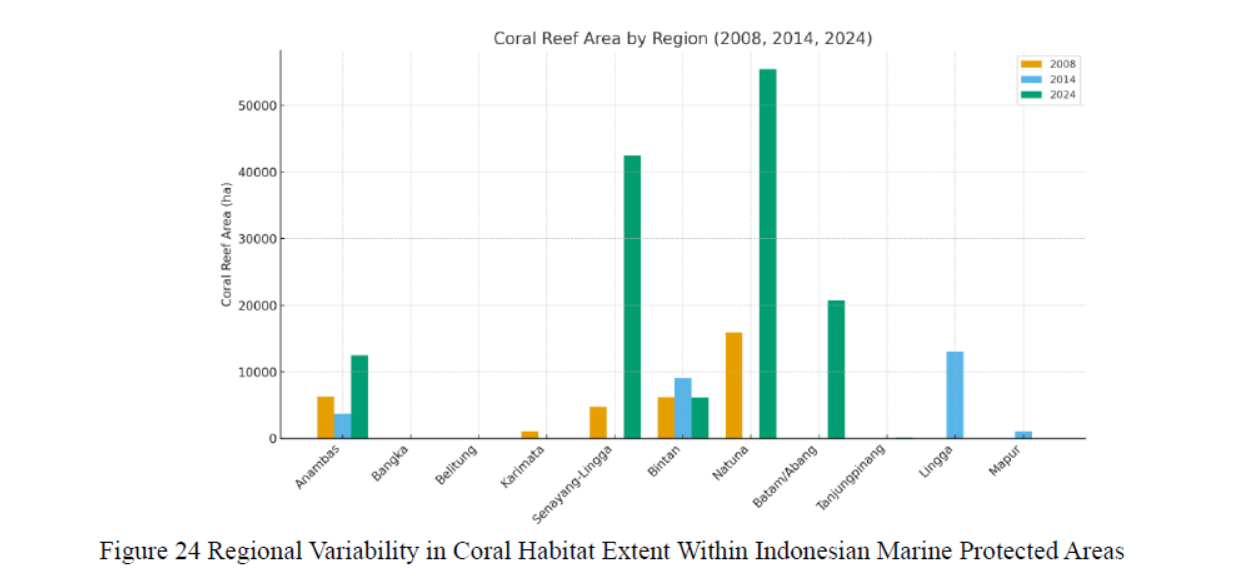 Coral Reef Area by Region (2008, 2014, 2024)
2008
2014
2024
Coral Reef Area (ha)
50000
40000
30000
20000
10000
0
Anambas
Bangka
Belitung
Karimata
Senayang-Lingga
Bintan
Natuna
Batam/Abang
Tanjungpinang
Lingga
Mapur
Figure 24 Regional Variability in Coral Habitat Extent Within Indonesian Marine Protected Areas